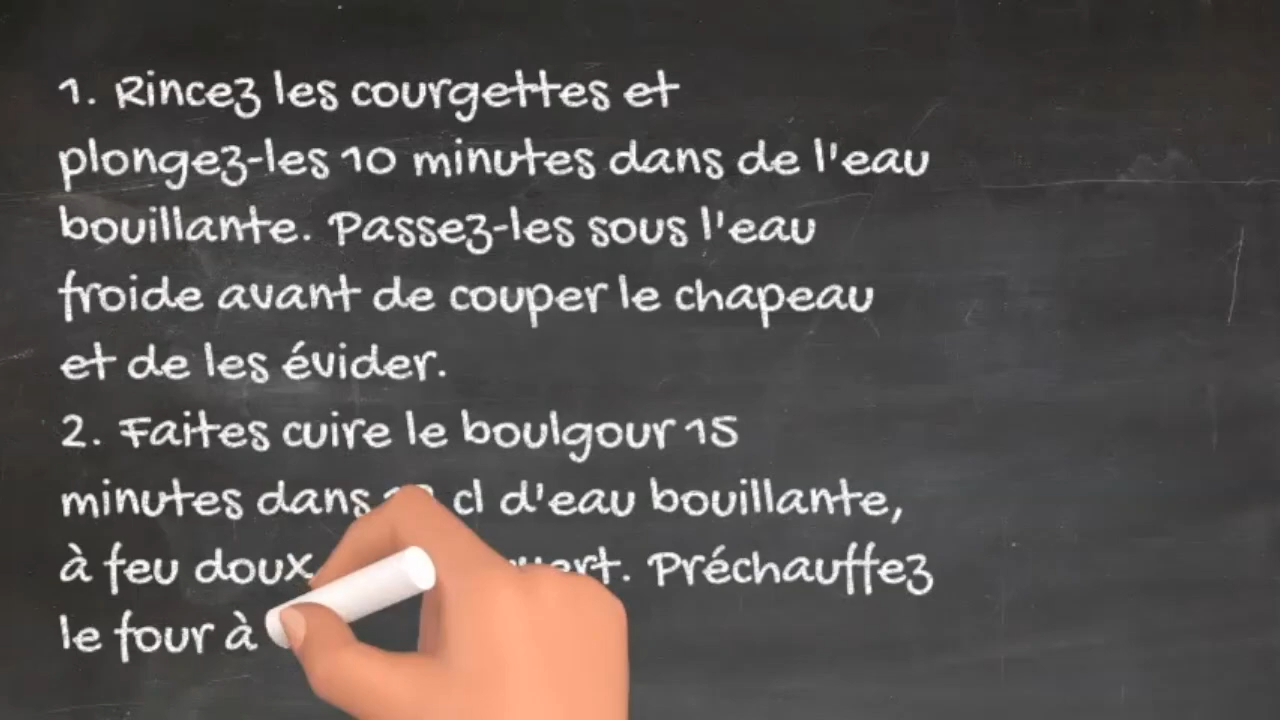 1. Rincez les courgettes et
plongez-les 10 minutes dans de l'eau
bouillante. Passez-les sous l'eau
froide avant de couper le chapeau
et de les évider.
2. Faites cuire le boulgour 15
minutes dans cl d'eau bouillante,
à feu doux. Préchauffez
le four à